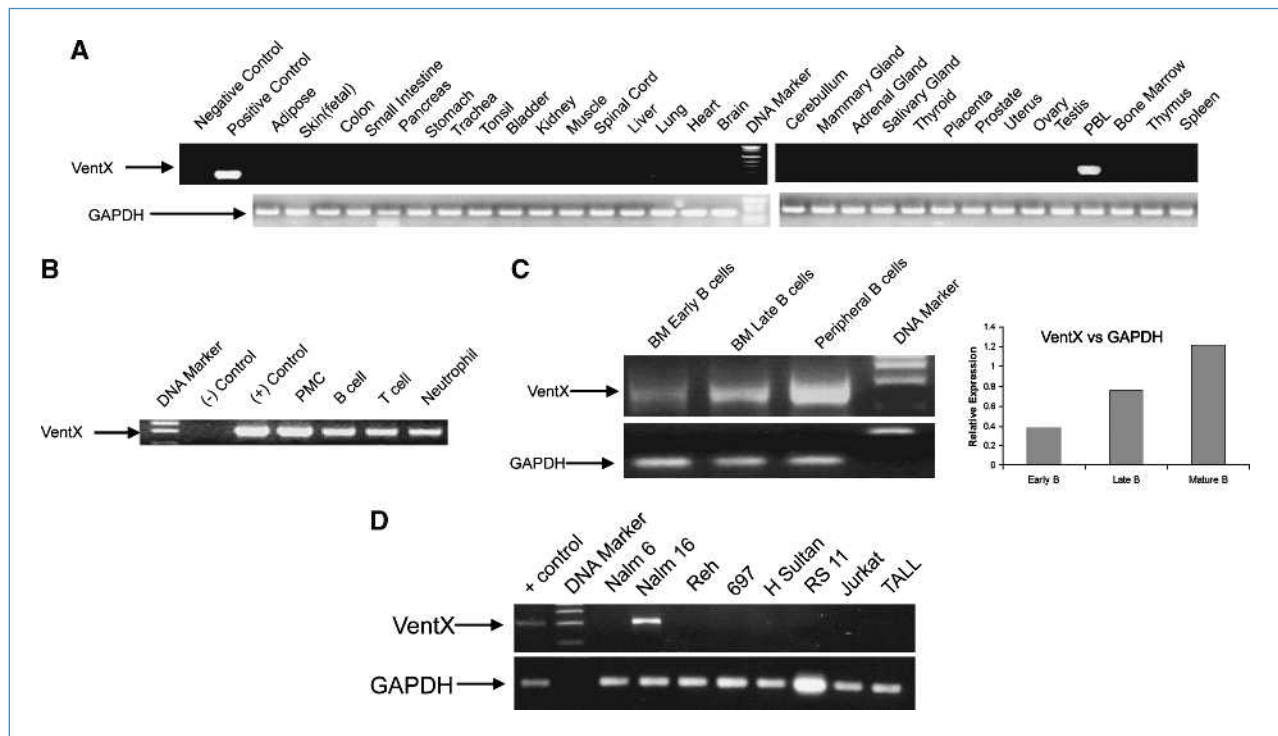 A
Negative Control
Positive Control
Adipose
Skin(fetal)
Colon
Small Intestine
Pancreas
Stomach
Trachea
Tonsil
Bladder
Kidney
Muscle
Spinal Cord
Liver
Lung
Heart
Brain
DNA Marker
Cerebullum
Mammary Gland
Adrenal Gland
Salivary Gland
Thyroid
Placenta
Prostate
Uterus
Ovary
Testis
PBL
Bone Marrow
Thymus
Spleen
VentX
GAPDH
B
DNA Marker
(-) Control
(+) Control
PMC
B cell
T cell
Neutrophil
VentX
C
BM Early B cells
BM Late B cells
Peripheral B cells
DNA Marker
VentX
GAPDH
VentX vs GAPDH
Relative Expression
1.4
1.2
1
0.8
0.6
0.4
0.2
0
Early B
Late B
Mature B
D
+ control
DNA Marker
Nalm 6
Nalm 16
Reh
697
H Sultan
RS 11
Jurkat
TALL
VentX
GAPDH